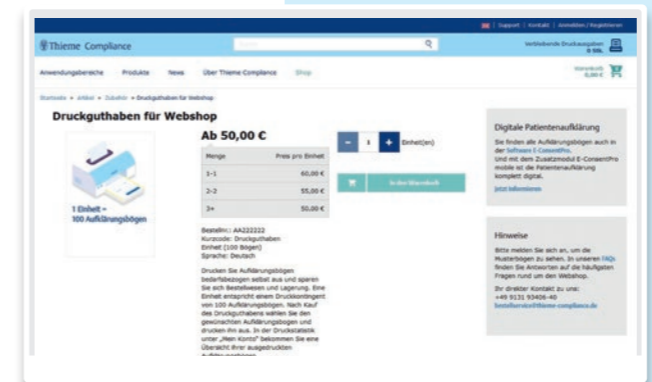 Support | Kontakt | Anmelden / Registrieren
Thieme Compliance
Verbleibende Druckausgaben
0 Stk.
Anwendungsbereiche Produkte News Über Thieme Compliance Shop
Warenkorb
0,00 €
Startseite » Artikel » Zubehör » Druckguthaben für Webshop
Druckguthaben für Webshop
1 Einheit =
100 Aufklärungsbögen
Ab 50,00 €
Menge Preis pro Einheit
1-1 60,00 €
2-2 55,00 €
3+ 50,00 €
- 1 + Einheit(en)
In den Warenkorb
Bestellnr.: AA222222
Kurzcode: Druckguthaben
Einheit (100 Bogen)
Sprache: Deutsch
Drucken Sie Aufklärungsbögen
bedarfsbezogen selbst aus und sparen
Sie sich Bestellwesen und Lagerung. Eine
Einheit entspricht einem Druckkontingent
von 100 Aufklärungsbögen. Nach Kauf
des Druckguthabens wählen Sie den
gewünschten Aufklärungsbogen und
drucken ihn aus. In der Druckstatistik
unter „Mein Konto" bekommen Sie eine
Übersicht Ihrer ausgedruckten
Aufklärungsbögen.
Digitale Patientenaufklärung
Sie finden alle Aufklärungsbögen auch in
der Software E-ConsentPro.
Und mit dem Zusatzmodul E-ConsentPro
mobile ist die Patientenaufklärung
komplett digital.
Jetzt informieren
Hinweise
Bitte melden Sie sich an, um die
Musterbögen zu sehen. In unseren FAQs
finden Sie Antworten auf die häufigsten
Fragen rund um den Webshop.
Ihr direkter Kontakt zu uns:
+49 9131 93406-40
bestellservice@thieme-compliance.de